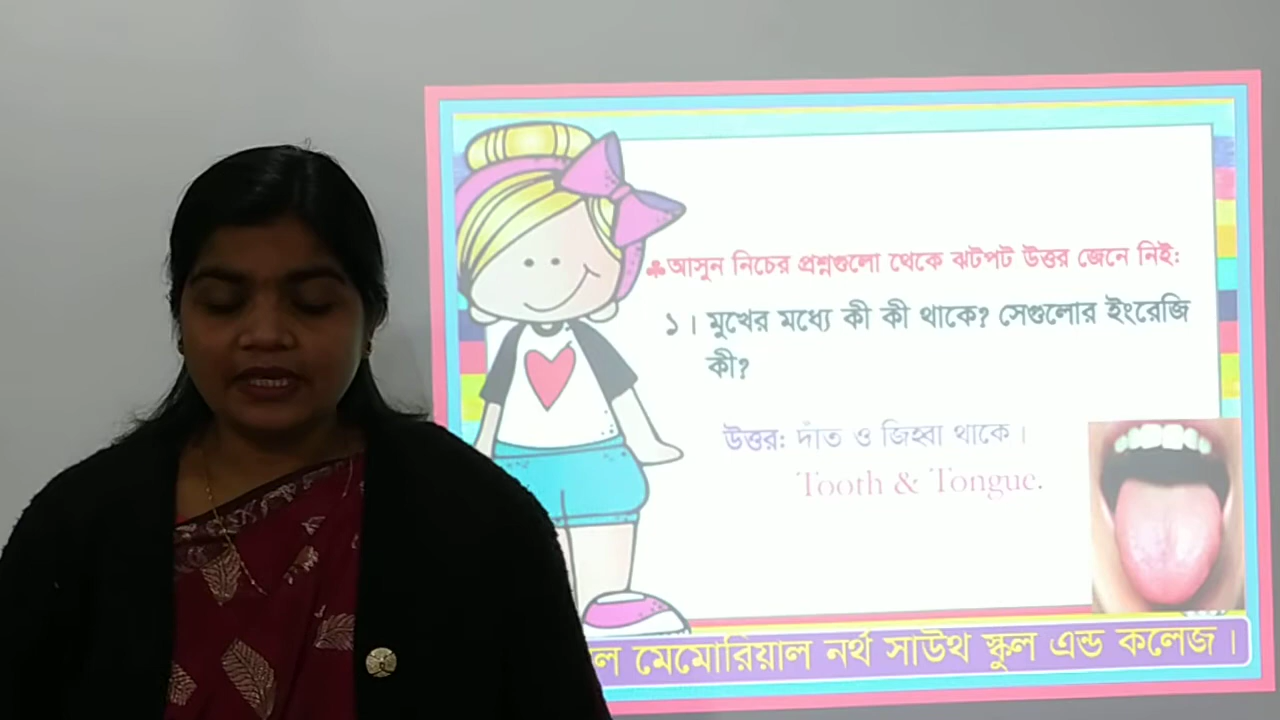 ♣আসুন নিচের প্রশ্নগুলো থেকে ঝটপট উত্তর জেনে নিই:
১। মুখের মধ্যে কী কী থাকে? সেগুলোর ইংরেজি
কী?
উত্তর: দাঁত ও জিহ্বা থাকে।
Tooth & Tongue.
মেমোরিয়াল নর্থ সাউথ স্কুল এন্ড কলেজ।